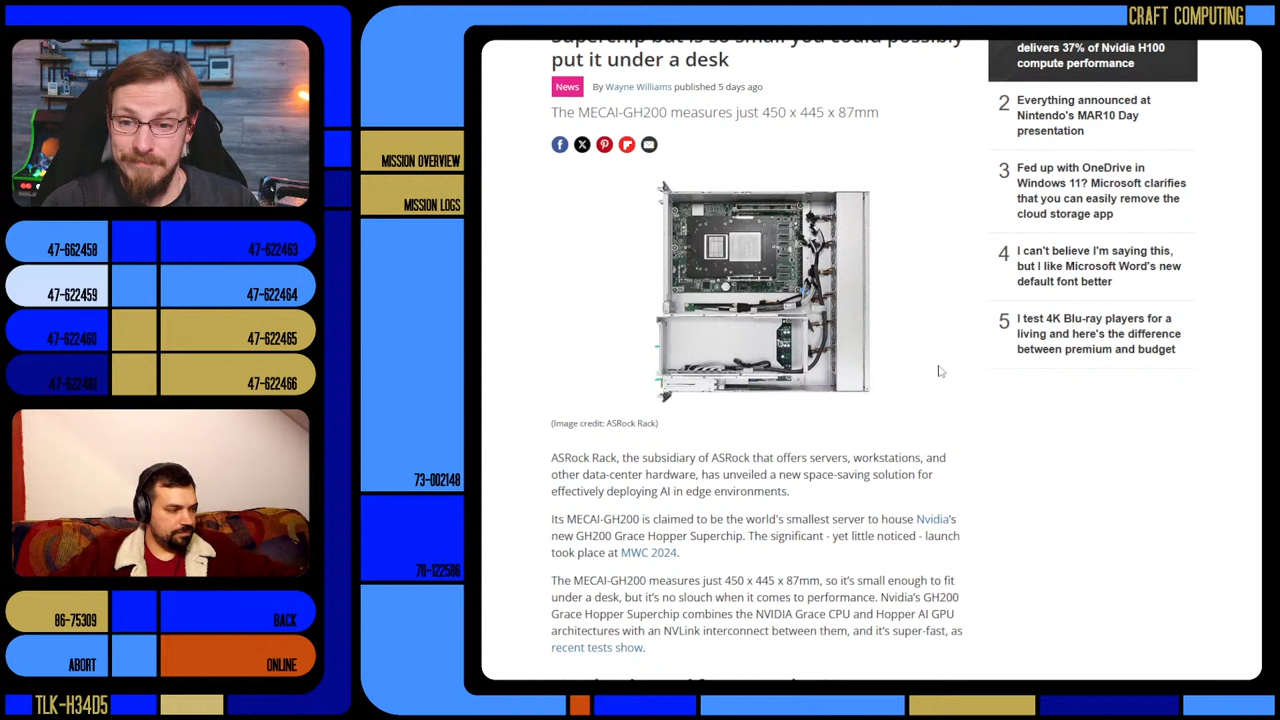 CRAFT COMPUTING
MISSION OVERVIEW
MISSION LOGS
47-662458
47-622463
47-622459
47-622464
47-622460
47-622465
47-622466
73-002148
70-122586
86-75309
BACK
ABORT
ONLINE
TLK-H34D5
Superchip but is so small you could possibly
put it under a desk
News
By Wayne Williams published 5 days ago
The MECAI-GH200 measures just 450 x 445 x 87mm
(Image credit: ASRock Rack)
ASRock Rack, the subsidiary of ASRock that offers servers, workstations, and
other data-center hardware, has unveiled a new space-saving solution for
effectively deploying AI in edge environments.
Its MECAI-GH200 is claimed to be the world's smallest server to house Nvidia's
new GH200 Grace Hopper Superchip. The significant - yet little noticed - launch
took place at MWC 2024.
The MECAI-GH200 measures just 450 x 445 x 87mm, so it's small enough to fit
under a desk, but it's no slouch when it comes to performance. Nvidia's GH200
Grace Hopper Superchip combines the NVIDIA Grace CPU and Hopper AI GPU
architectures with an NVLink interconnect between them, and it's super-fast, as
recent tests show.
delivers 37% of Nvidia H100
compute performance
2 Everything announced at
Nintendo's MAR10 Day
presentation
3 Fed up with OneDrive in
Windows 11? Microsoft clarifies
that you can easily remove the
cloud storage app
4 I can't believe I'm saying this,
but I like Microsoft Word's new
default font better
5 I test 4K Blu-ray players for a
living and here's the difference
between premium and budget